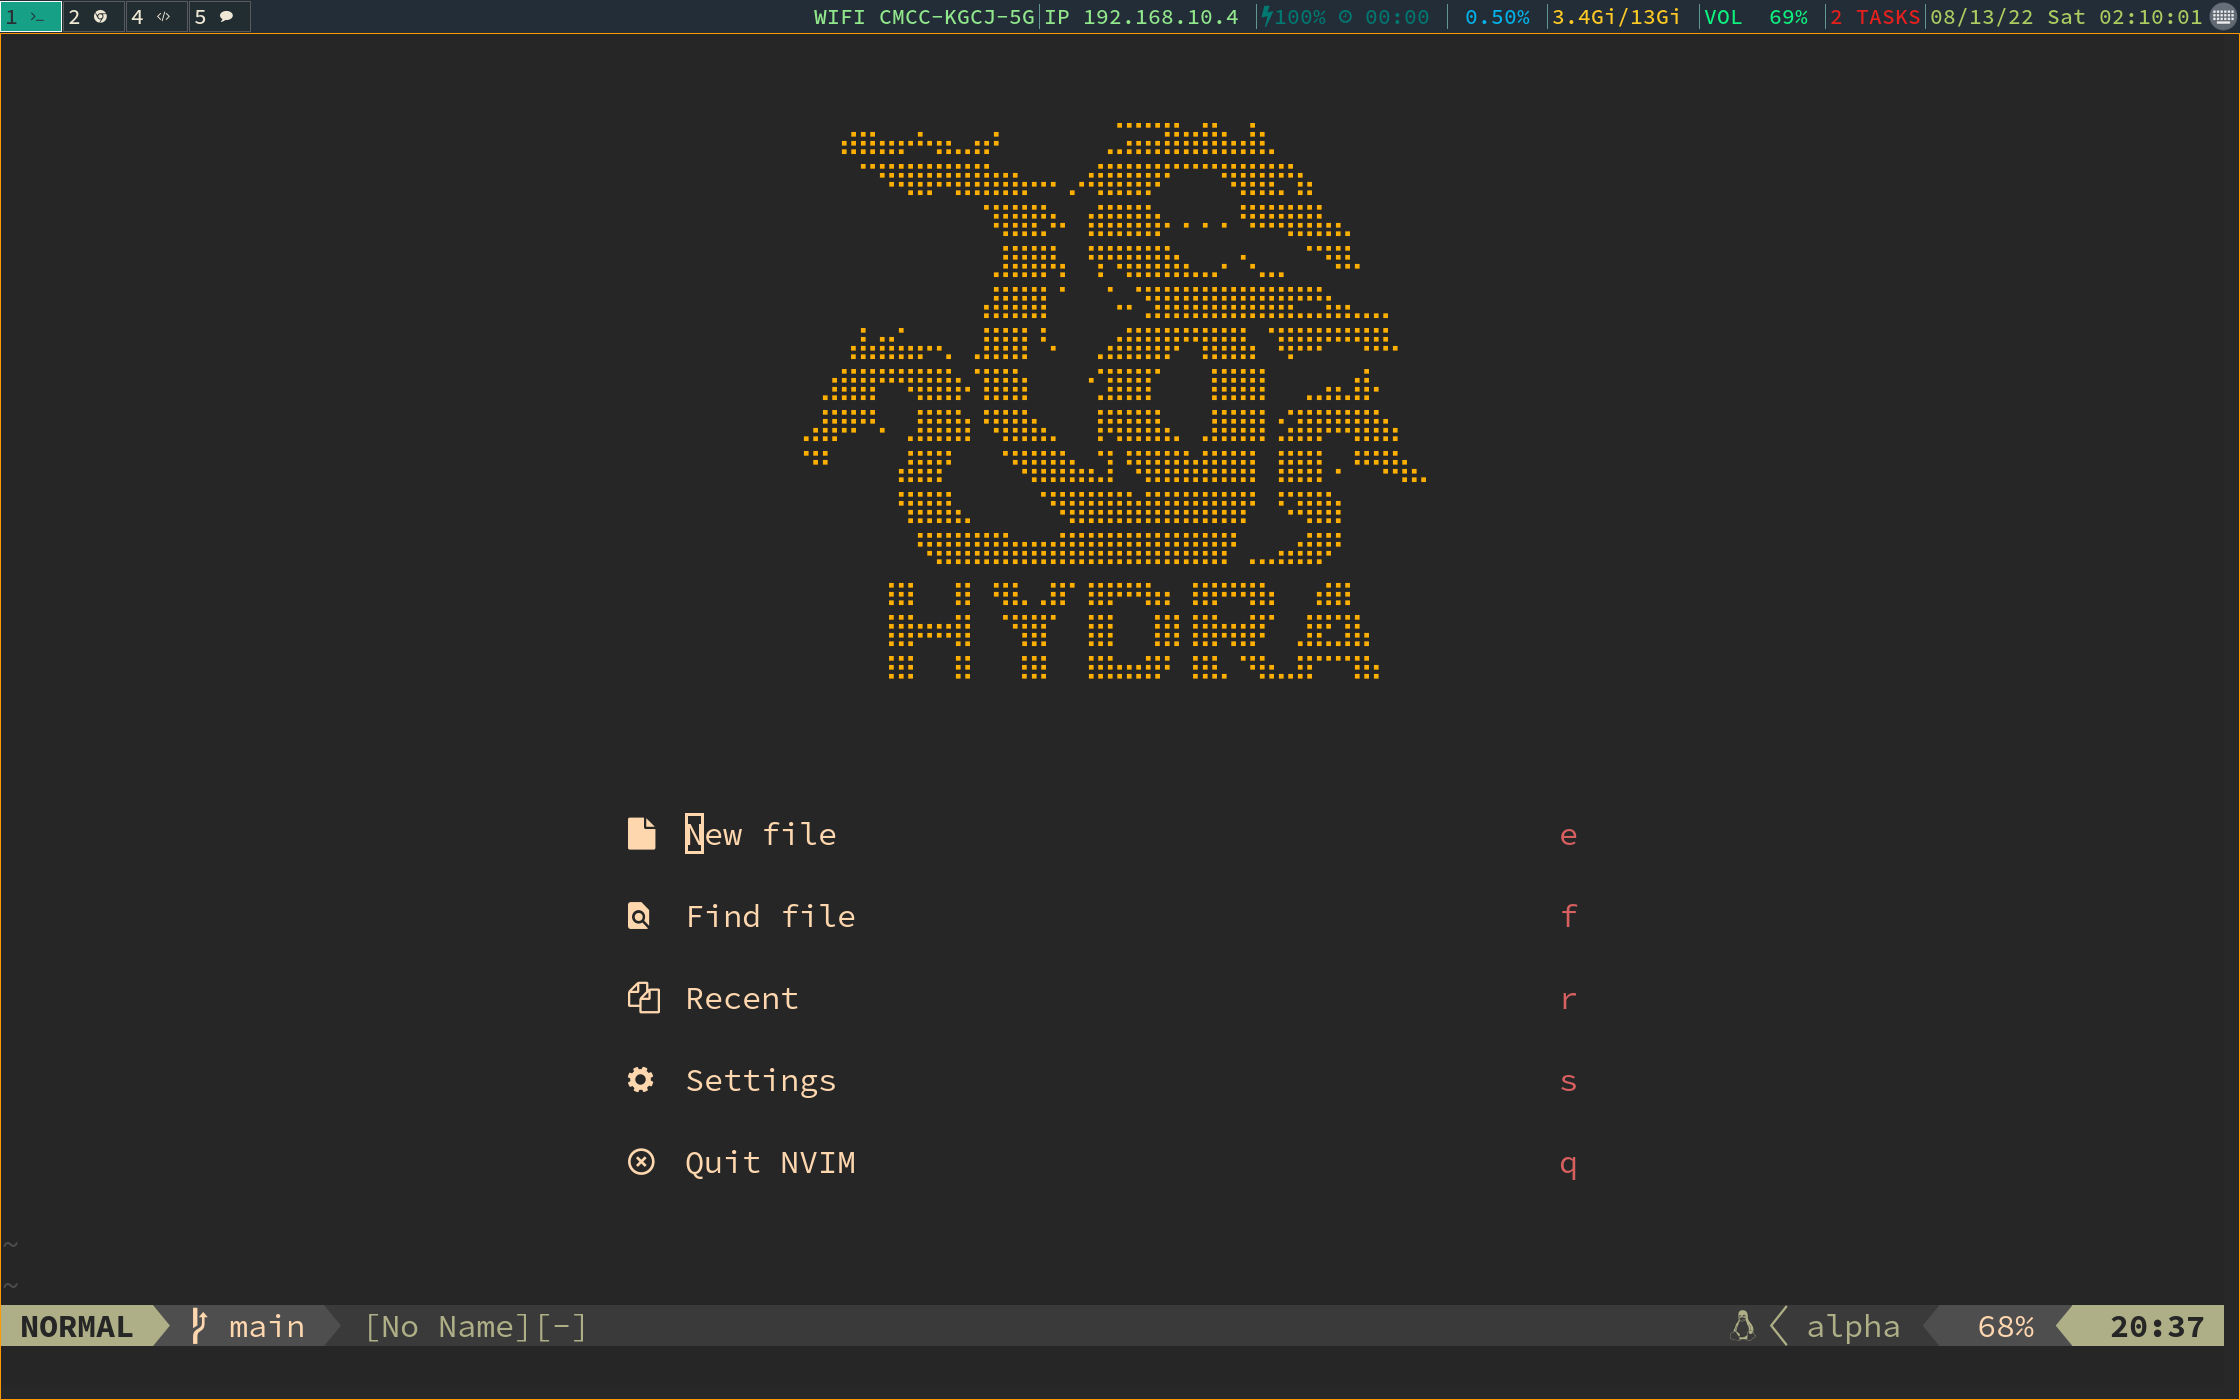 1 >_ 2 4 </> 5 WIFI CMCC-KGCJ-5G IP 192.168.10.4 100% 00:00 0.50% 3.4Gi/13Gi VOL 69% 2 TASKS 08/13/22 Sat 02:10:01
HYDRA
New file e
Find file f
Recent r
Settings s
Quit NVIM q
~
~
NORMAL main [No Name][-] alpha 68% 20:37